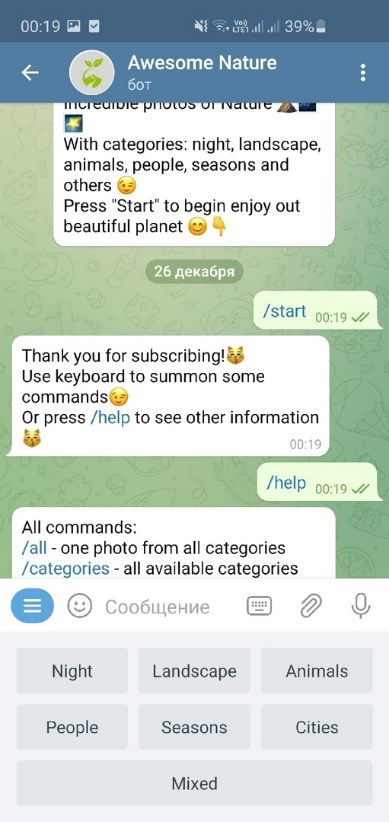 00:19 39%
Awesome Nature
бот
Incredible photos of Nature 🌋🌃
🌠
With categories: night, landscape,
animals, people, seasons and
others 😉
Press "Start" to begin enjoy out
beautiful planet 😊👇
26 декабря
/start 00:19
Thank you for subscribing!😽
Use keyboard to summon some
commands😉
Or press /help to see other information
😽
00:19
/help 00:19
All commands:
/all - one photo from all categories
/categories - all available categories
Сообщение
Night Landscape Animals
People Seasons Cities
Mixed